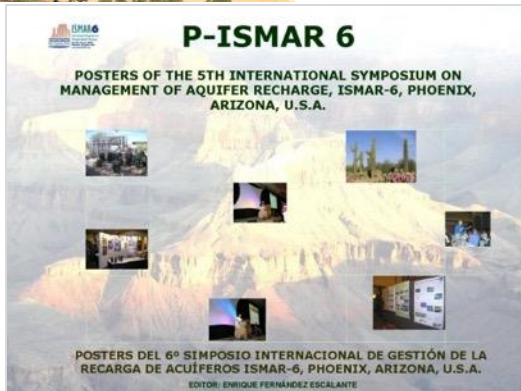 ISMAR6
P-ISMAR 6
POSTERS OF THE 5TH INTERNATIONAL SYMPOSIUM ON
MANAGEMENT OF AQUIFER RECHARGE, ISMAR-6, PHOENIX,
ARIZONA, U.S.A.
POSTERS DEL 6º SIMPOSIO INTERNACIONAL DE GESTIÓN DE LA
RECARGA DE ACUÍFEROS ISMAR-6, PHOENIX, ARIZONA, U.S.A.
EDITOR: ENRIQUE FERNÁNDEZ ESCALANTE